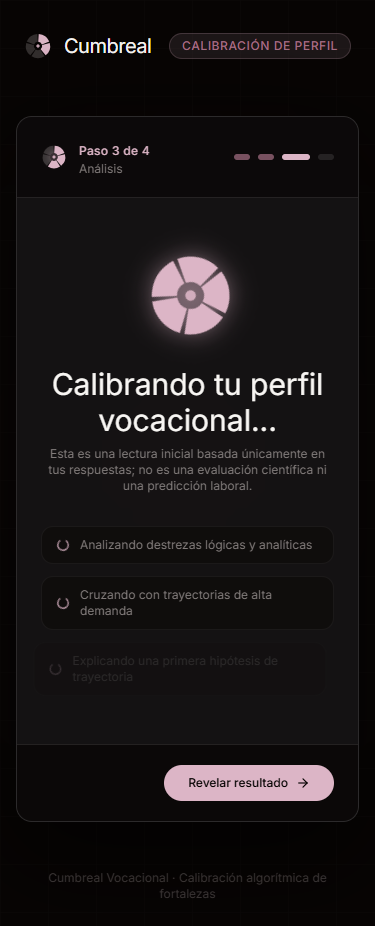 Cumbreal
CALIBRACIÓN DE PERFIL
Paso 3 de 4
Análisis
Calibrando tu perfil
vocacional...
Esta es una lectura inicial basada únicamente en
tus respuestas; no es una evaluación científica ni
una predicción laboral.
Analizando destrezas lógicas y analíticas
Cruzando con trayectorias de alta
demanda
Explicando una primera hipótesis de
trayectoria
Revelar resultado
Cumbreal Vocacional · Calibración algorítmica de
fortalezas